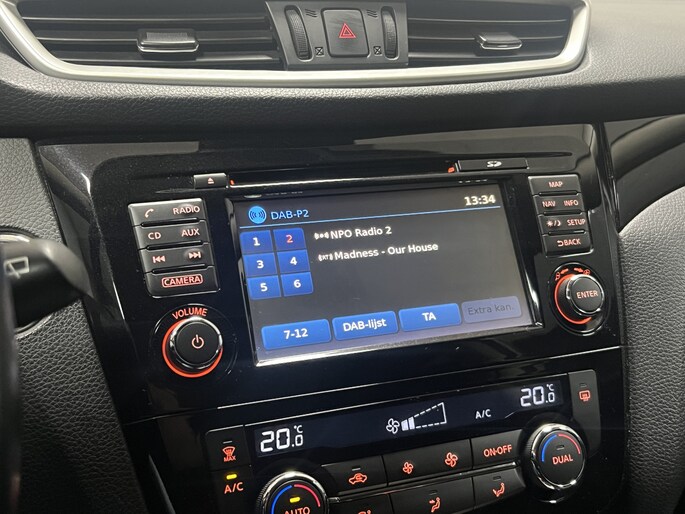 SD
RADIO
CD AUX
CAMERA
VOLUME
DAB-P2 13:34
1 2
3 4
5 6
NPO Radio 2
EXT Madness - Our House
7-12 DAB-lijst TA Extra kan.
MAP
NAV INFO
SETUP
BACK
ENTER
20.0 °C
A/C
20.0 °C
MAX
A/C
AUTO
ON·OFF
DUAL